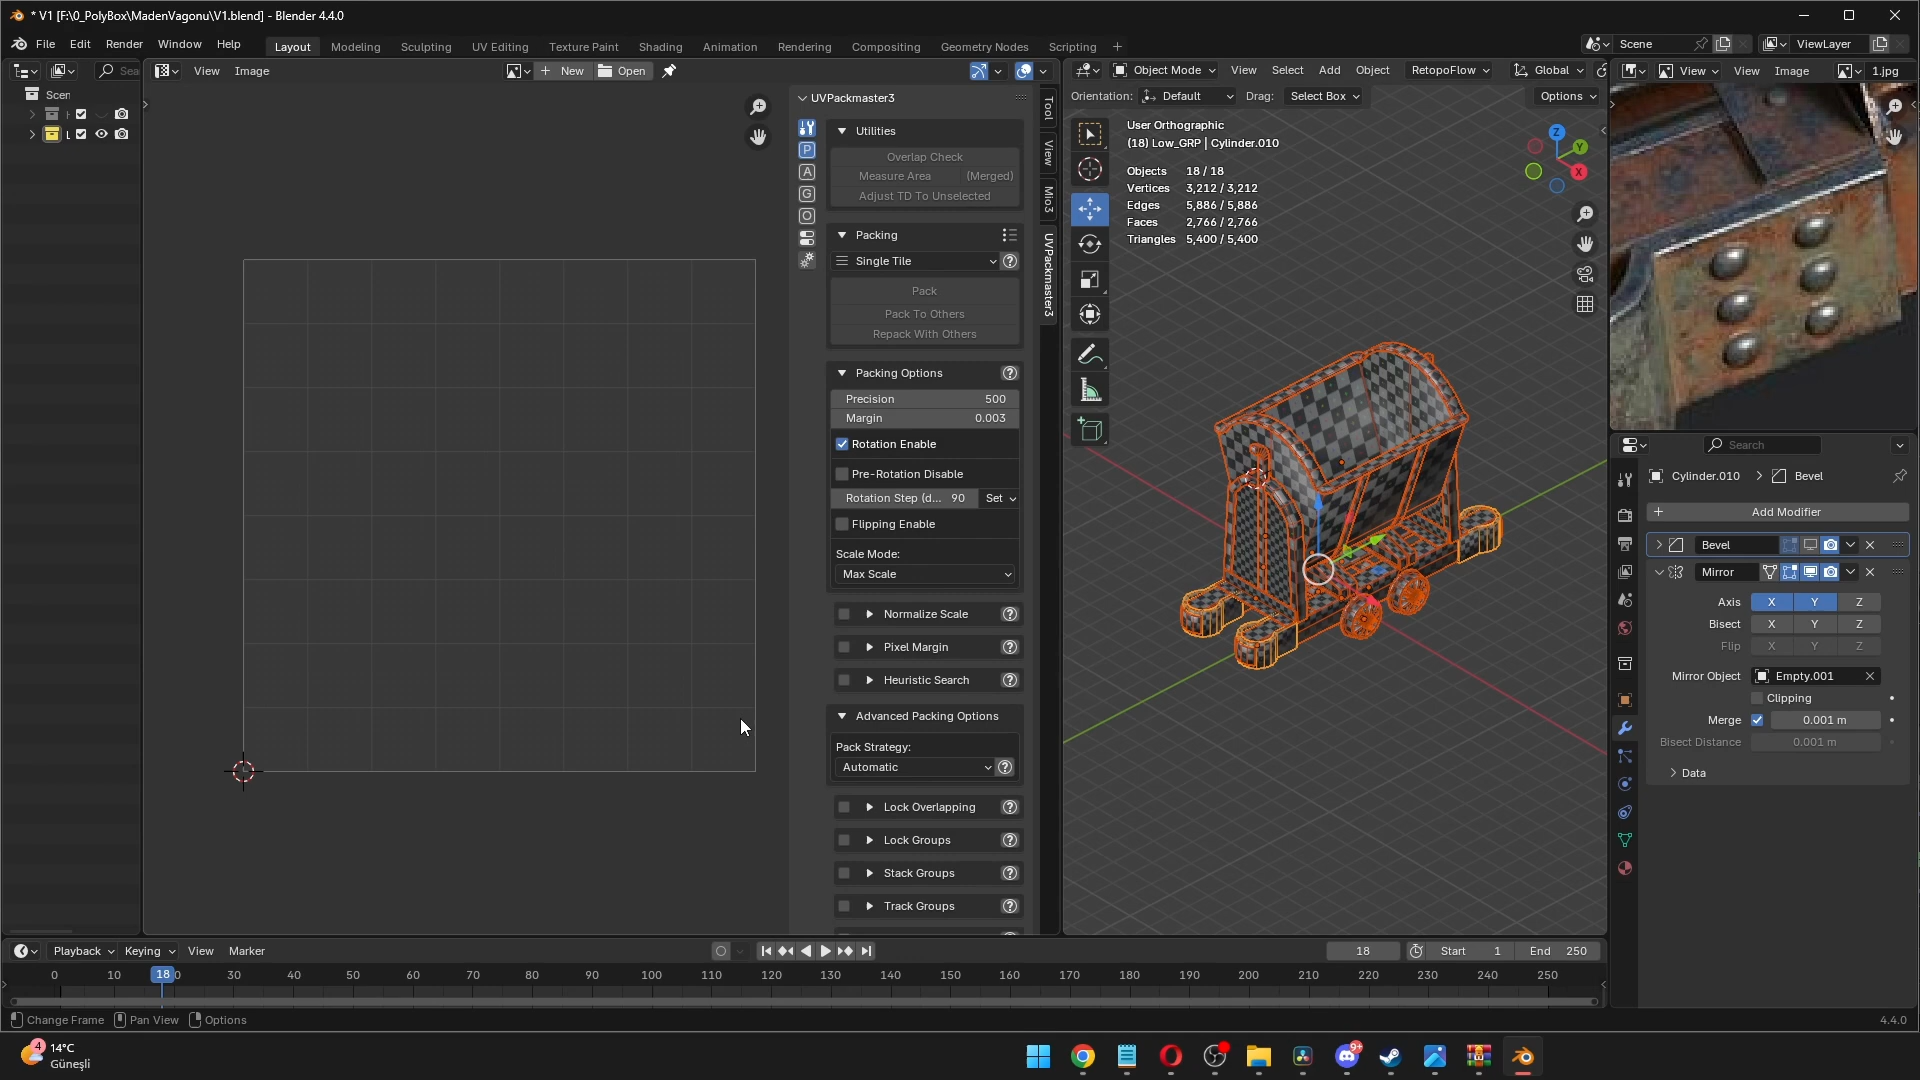 * V1 [F:\0_PolyBox\MadenVagonu\V1.blend] - Blender 4.4.0
File Edit Render Window Help
Layout Modeling Sculpting UV Editing Texture Paint Shading Animation Rendering Compositing Geometry Nodes Scripting +
Scene
ViewLayer
Sea
Scen
View Image
New
Open
UVPackmaster3
Utilities
Overlap Check
Measure Area (Merged)
Adjust TD To Unselected
Packing
Single Tile
Pack
Pack To Others
Repack With Others
Packing Options
Precision 500
Margin 0.003
Rotation Enable
Pre-Rotation Disable
Rotation Step (d... 90 Set
Flipping Enable
Scale Mode:
Max Scale
Normalize Scale
Pixel Margin
Heuristic Search
Advanced Packing Options
Pack Strategy:
Automatic
Lock Overlapping
Lock Groups
Stack Groups
Track Groups
P
A
G
O
Tool
View
Mio3
UVPackmaster3
Object Mode View Select Add Object RetopoFlow Global
Orientation: Default Drag: Select Box Options
User Orthographic
(18) Low_GRP | Cylinder.010
Objects 18 / 18
Vertices 3,212 / 3,212
Edges 5,886 / 5,886
Faces 2,766 / 2,766
Triangles 5,400 / 5,400
Z
Y
X
View View Image 1.jpg
Search
Cylinder.010 > Bevel
+ Add Modifier
Bevel
Mirror
Axis X Y Z
Bisect X Y Z
Flip X Y Z
Mirror Object Empty.001
Clipping
Merge 0.001 m
Bisect Distance 0.001 m
Data
Playback Keying View Marker
18
Start 1
End 250
0 10 18 0 30 40 50 60 70 80 90 100 110 120 130 140 150 160 170 180 190 200 210 220 230 240 250
Change Frame Pan View Options
4.4.0
4
14°C
Güneşli
9+